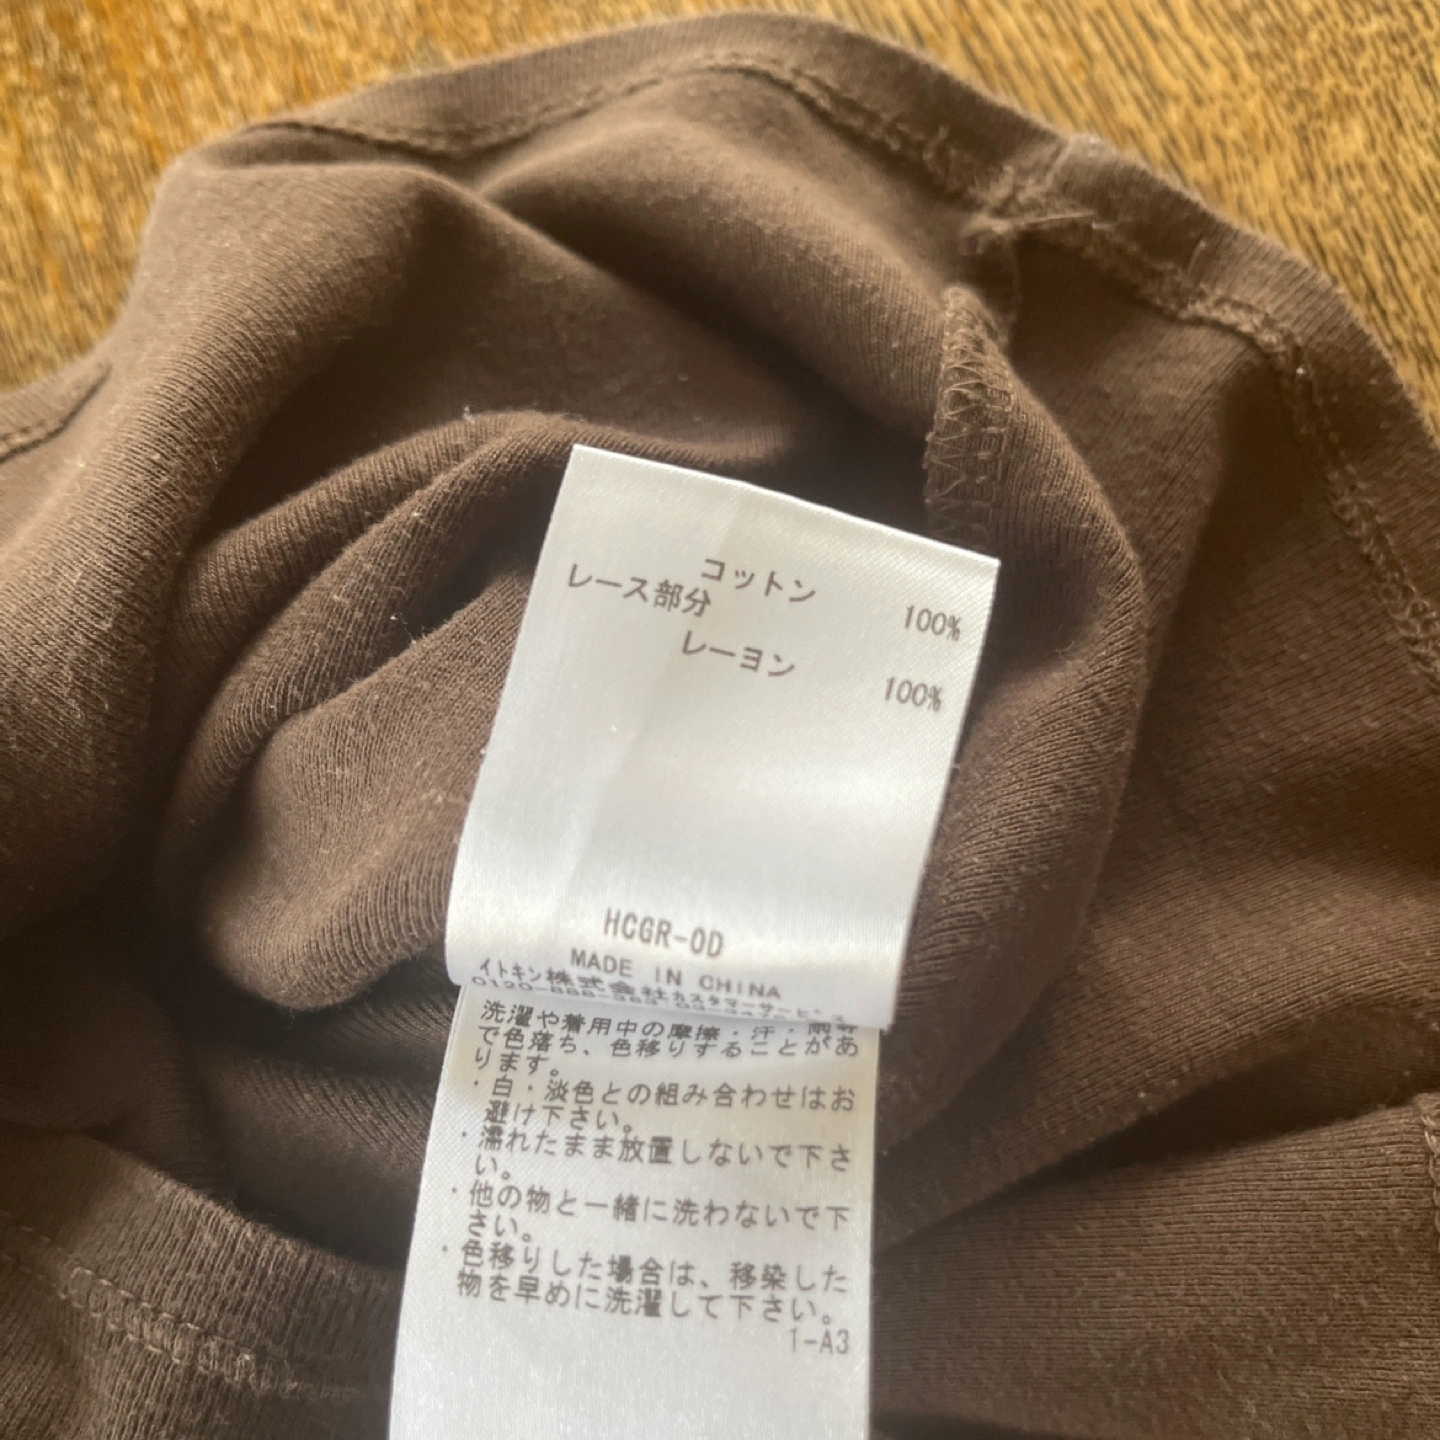 コットン 100%
レース部分
レーヨン 100%
HCGR-0D
MADE IN CHINA
イトキン株式会社カスタマーサービス
0120-888-363
洗濯や着用中の摩擦・汗・雨等
で色落ち、色移りすることがあ
ります。
・白・淡色との組み合わせはお
避け下さい。
・濡れたまま放置しないで下さ
い。
・他の物と一緒に洗わないで下
さい。
・色移りした場合は、移染した
物を早めに洗濯して下さい。
1-A3